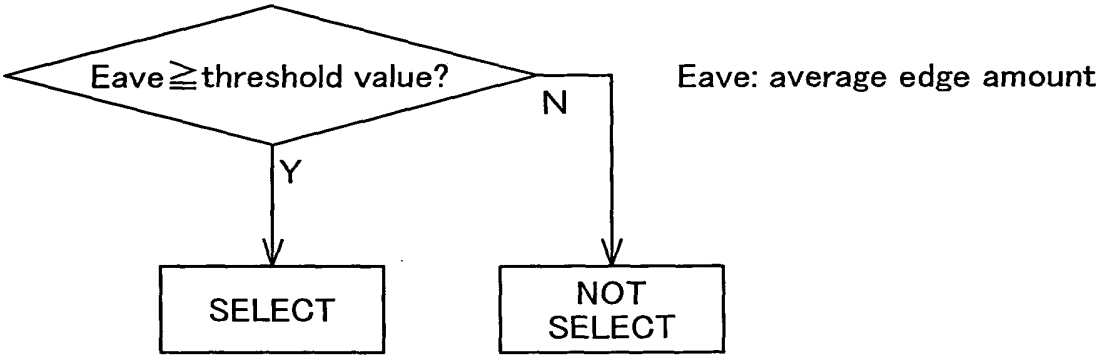 Eave≧threshold value?
Eave: average edge amount
N
Y
SELECT
NOT
SELECT